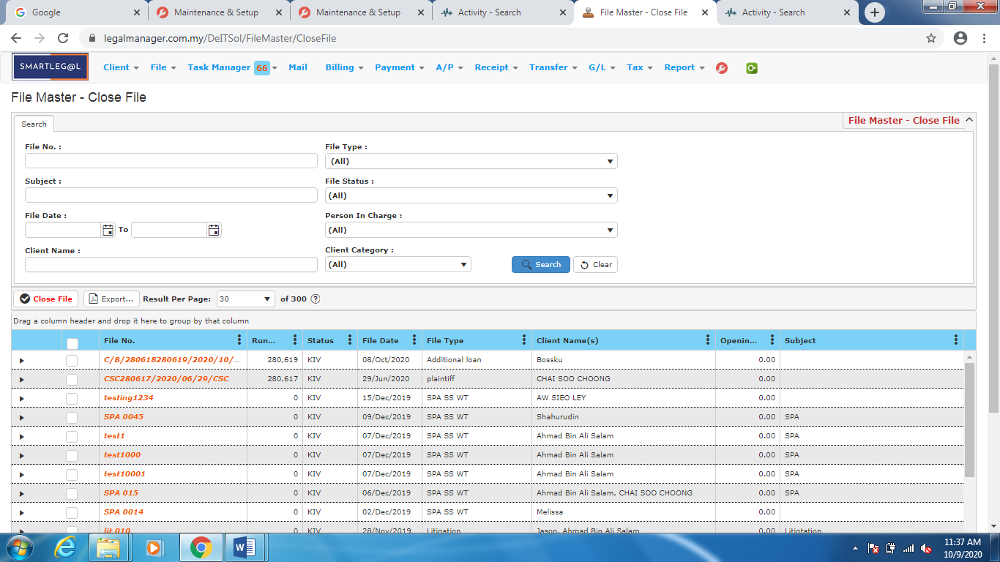 Google
Maintenance & Setup
Maintenance & Setup
Activity - Search
File Master - Close File
Activity - Search
legalmanager.com.my/DeITSol/FileMaster/CloseFile
SMARTLEG@L Client File Task Manager 66 Mail Billing Payment A/P Receipt Transfer G/L Tax Report
File Master - Close File
Search
File Master - Close File
File No. : File Type :
(All)
Subject : File Status :
(All)
File Date : Person In Charge :
To (All)
Client Name : Client Category :
(All) Search Clear
Close File Export... Result Per Page: 30 of 300 ?
Drag a column header and drop it here to group by that column
File No. Run... Status File Date File Type Client Name(s) Openin... Subject
C/B/280618280619/2020/10/... 280,619 KIV 08/Oct/2020 Additional loan Bossku 0.00
CSC280617/2020/06/29/CSC 280,617 KIV 29/Jun/2020 plaintiff CHAI SOO CHOONG 0.00
testing1234 0 KIV 15/Dec/2019 SPA SS WT AW SIEO LEY 0.00
SPA 0045 0 KIV 09/Dec/2019 SPA SS WT Shahurudin 0.00 SPA
test1 0 KIV 07/Dec/2019 SPA SS WT Ahmad Bin Ali Salam 0.00 SPA
test1000 0 KIV 07/Dec/2019 SPA SS WT Ahmad Bin Ali Salam 0.00 SPA
test10001 0 KIV 07/Dec/2019 SPA SS WT Ahmad Bin Ali Salam 0.00 SPA
SPA 015 0 KIV 06/Dec/2019 SPA SS WT Ahmad Bin Ali Salam, CHAI SOO CHOONG 0.00 SPA
SPA 0014 0 KIV 02/Dec/2019 SPA SS WT Melissa 0.00
lit 010 0 KIV 28/Nov/2019 Litigation Jason, Ahmad Bin Ali Salam 0.00 Litigtation
11:37 AM
10/9/2020